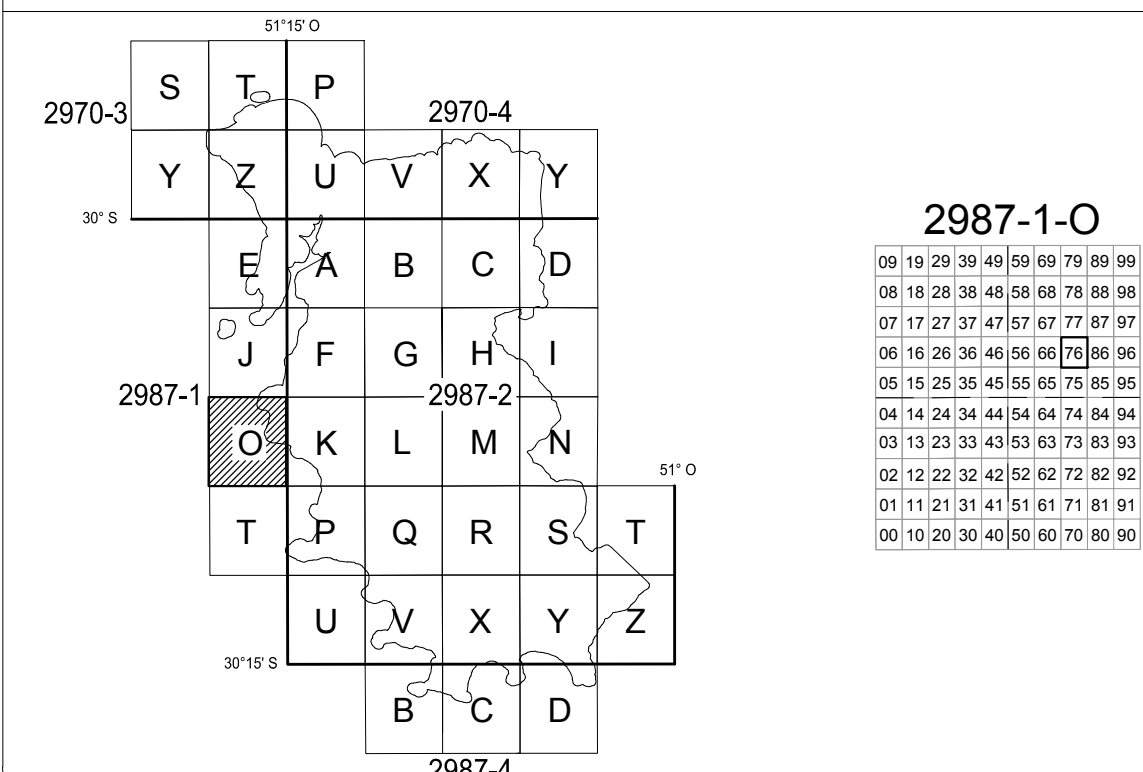 51°15' O
S T P
2970-3 2970-4
Y Z U V X Y
30° S
E A B C D
J F G H I
2987-1 2987-2
O K L M N
51° O
T P Q R S T
U V X Y Z
30°15' S
B C D
2987-4
2987-1-O
09 19 29 39 49 59 69 79 89 99
08 18 28 38 48 58 68 78 88 98
07 17 27 37 47 57 67 77 87 97
06 16 26 36 46 56 66 76 86 96
05 15 25 35 45 55 65 75 85 95
04 14 24 34 44 54 64 74 84 94
03 13 23 33 43 53 63 73 83 93
02 12 22 32 42 52 62 72 82 92
01 11 21 31 41 51 61 71 81 91
00 10 20 30 40 50 60 70 80 90